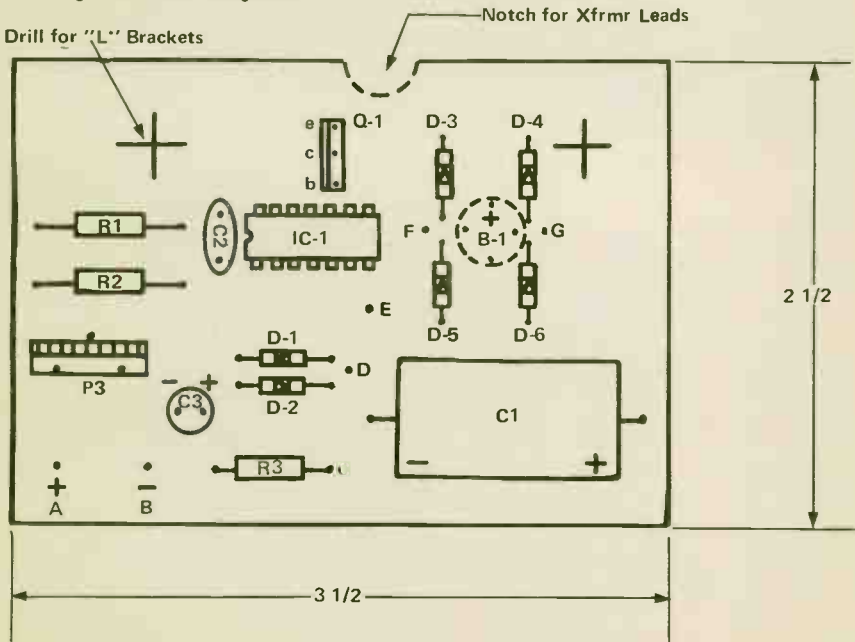 Notch for Xfrmr Leads
Drill for "L" Brackets
e Q-1 D-3 D-4
c
b
R1 C2 IC-1 F + B-1 G
R2
E
D-5 D-6
D-1 D
P3 - + D-2 C1
C3
R3 - +
+ -
A B
2 1/2
3 1/2